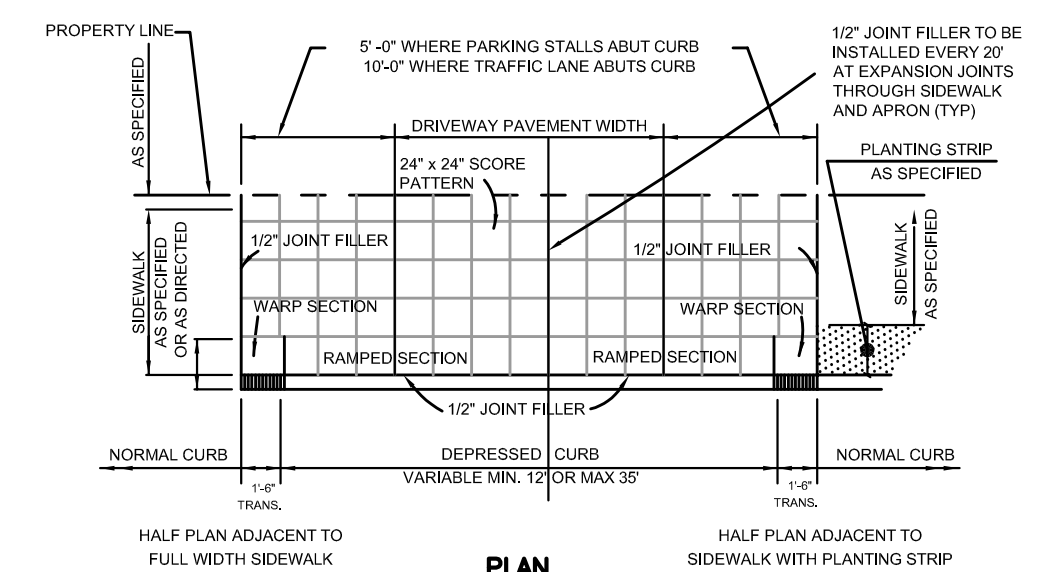 PROPERTY LINE
5' -0" WHERE PARKING STALLS ABUT CURB
10'-0" WHERE TRAFFIC LANE ABUTS CURB
1/2" JOINT FILLER TO BE
INSTALLED EVERY 20'
AT EXPANSION JOINTS
THROUGH SIDEWALK
AND APRON (TYP)
AS SPECIFIED
DRIVEWAY PAVEMENT WIDTH
PLANTING STRIP
AS SPECIFIED
24" x 24" SCORE
PATTERN
SIDEWALK
AS SPECIFIED
OR AS DIRECTED
1/2" JOINT FILLER
1/2" JOINT FILLER
SIDEWALK
AS SPECIFIED
WARP SECTION
WARP SECTION
RAMPED SECTION
RAMPED SECTION
1/2" JOINT FILLER
NORMAL CURB
DEPRESSED CURB
NORMAL CURB
VARIABLE MIN. 12' OR MAX 35'
1'-6"
TRANS.
1'-6"
TRANS.
HALF PLAN ADJACENT TO
FULL WIDTH SIDEWALK
HALF PLAN ADJACENT TO
SIDEWALK WITH PLANTING STRIP
PLAN